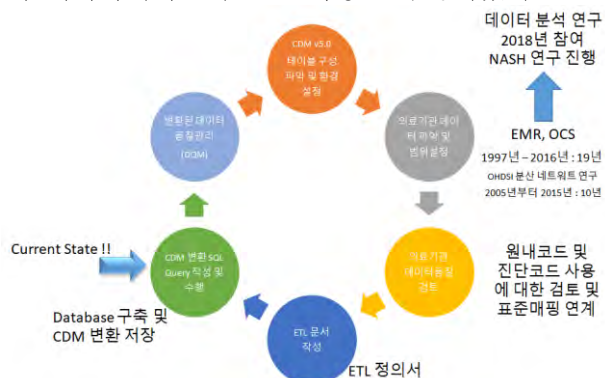 데이터 분석 연구
2018년 참여
NASH 연구 진행
CDM v5.0
테이블 구성
파악 및 환경
설정
변환된 데이터
품질관리
(DQM)
의료기관 데이
터 파악 및
범위설정
EMR, OCS
1997년 – 2016년 : 19년
OHDSI 분산 네트워크 연구
2005년부터 2015년 : 10년
Current State !!
CDM 변환 SQL
Query 작성 및
수행
의료기관
데이터품질
검토
원내코드 및
진단코드 사용
에 대한 검토 및
표준매핑 연계
Database 구축 및
CDM 변환 저장
ETL 문서
작성
ETL 정의서